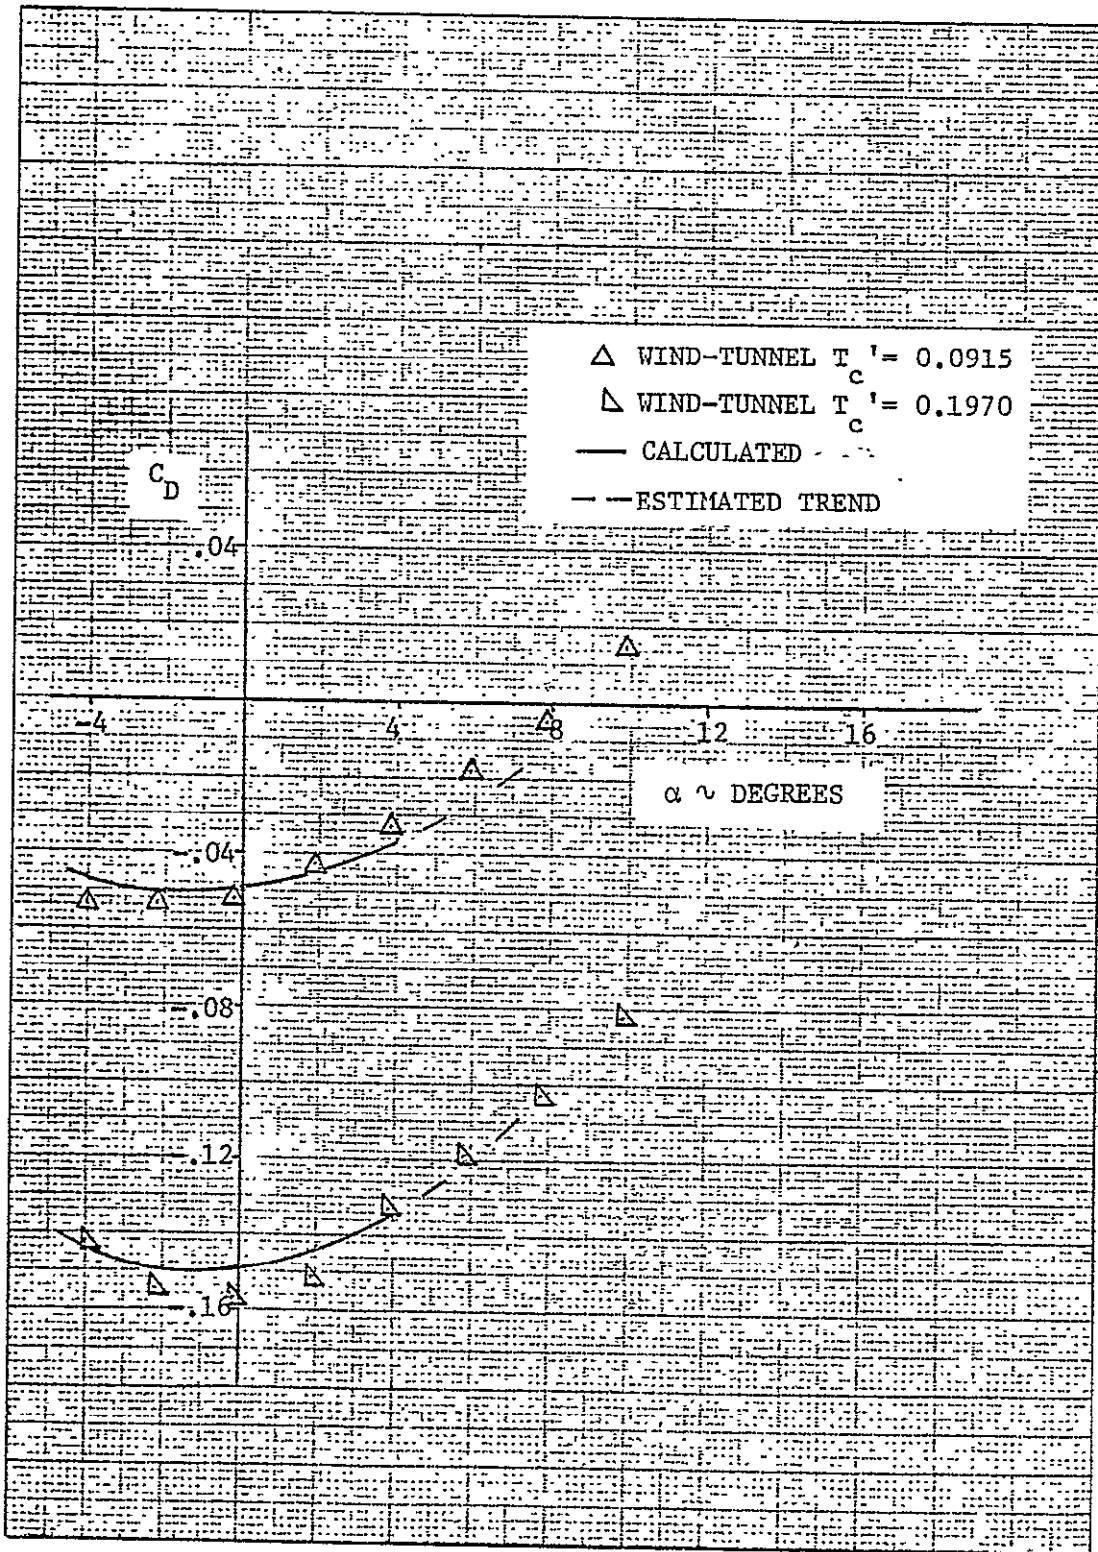 △ WIND-TUNNEL T_c'= 0.0915
◺ WIND-TUNNEL T_c'= 0.1970
CALCULATED
ESTIMATED TREND
C_D
.04
-4
4
8
12
16
α ~ DEGREES
-.04
-.08
-.12
-.16